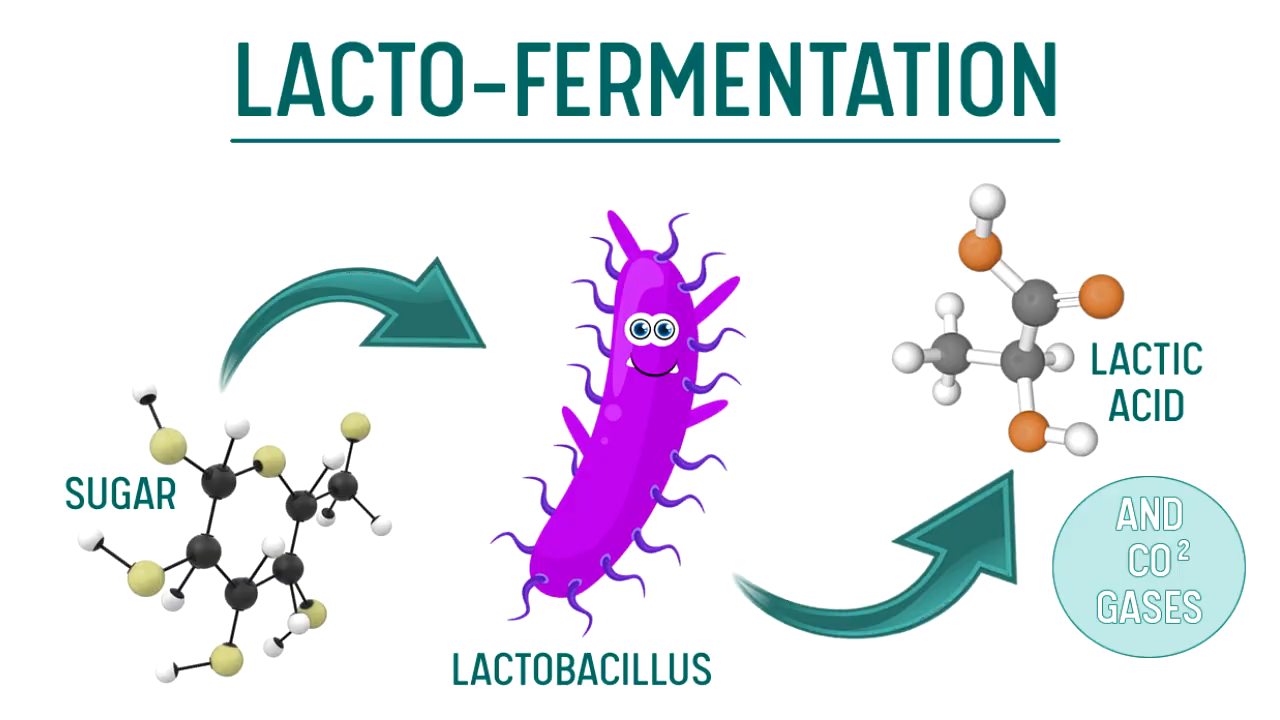 LACTO-FERMENTATION
SUGAR
LACTOBACILLUS
LACTIC
ACID
AND
CO²
GASES